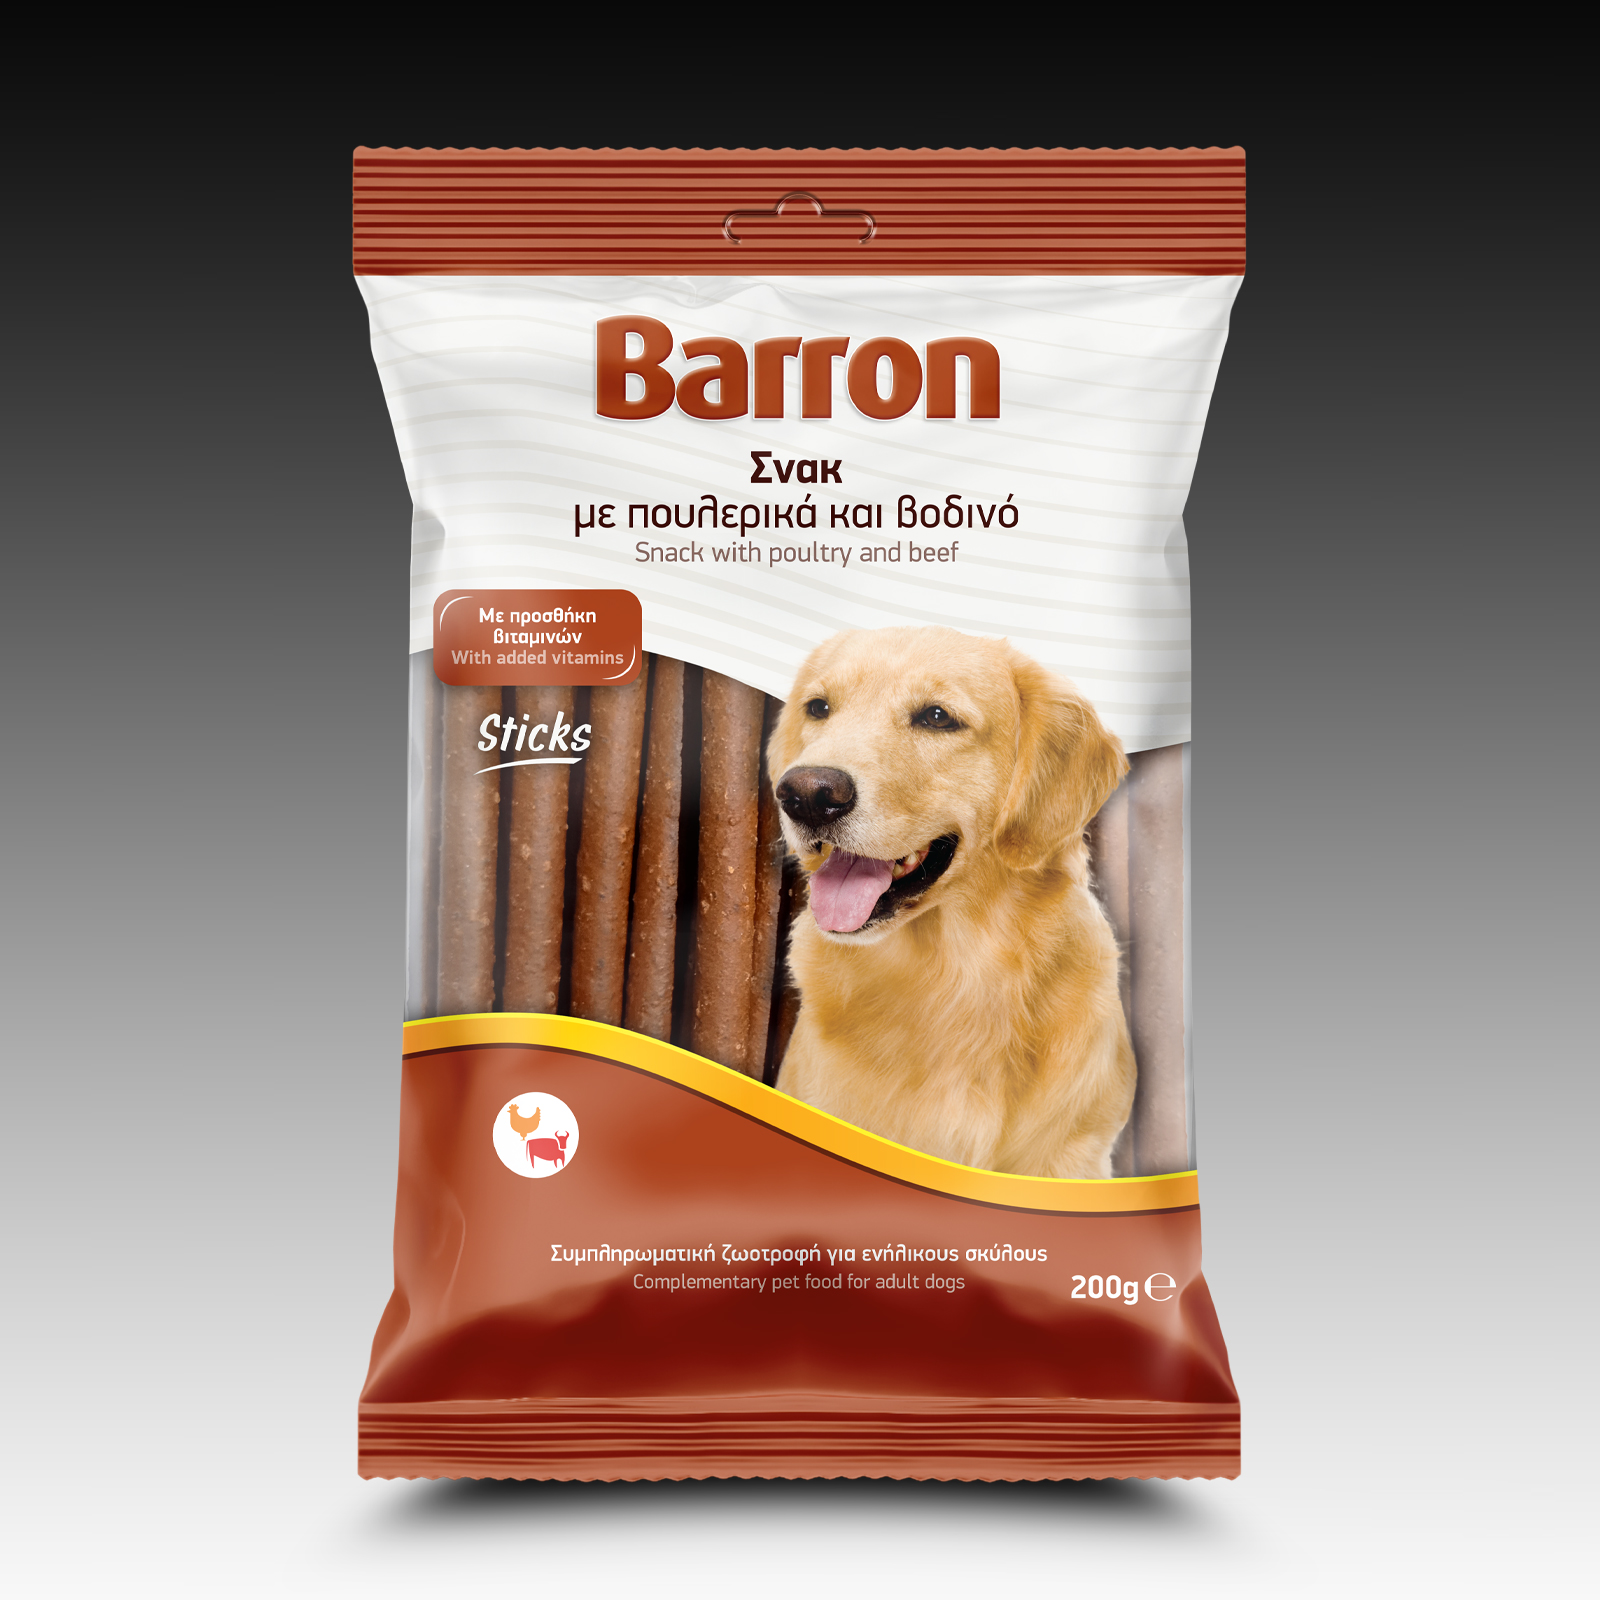 Barron
Σνακ
με πουλερικά και βοδινό
Snack with poultry and beef
Με προσθήκη
βιταμινών
With added vitamins
Sticks
Συμπληρωματική ζωοτροφή για ενήλικους σκύλους
Complementary pet food for adult dogs
200g ℮